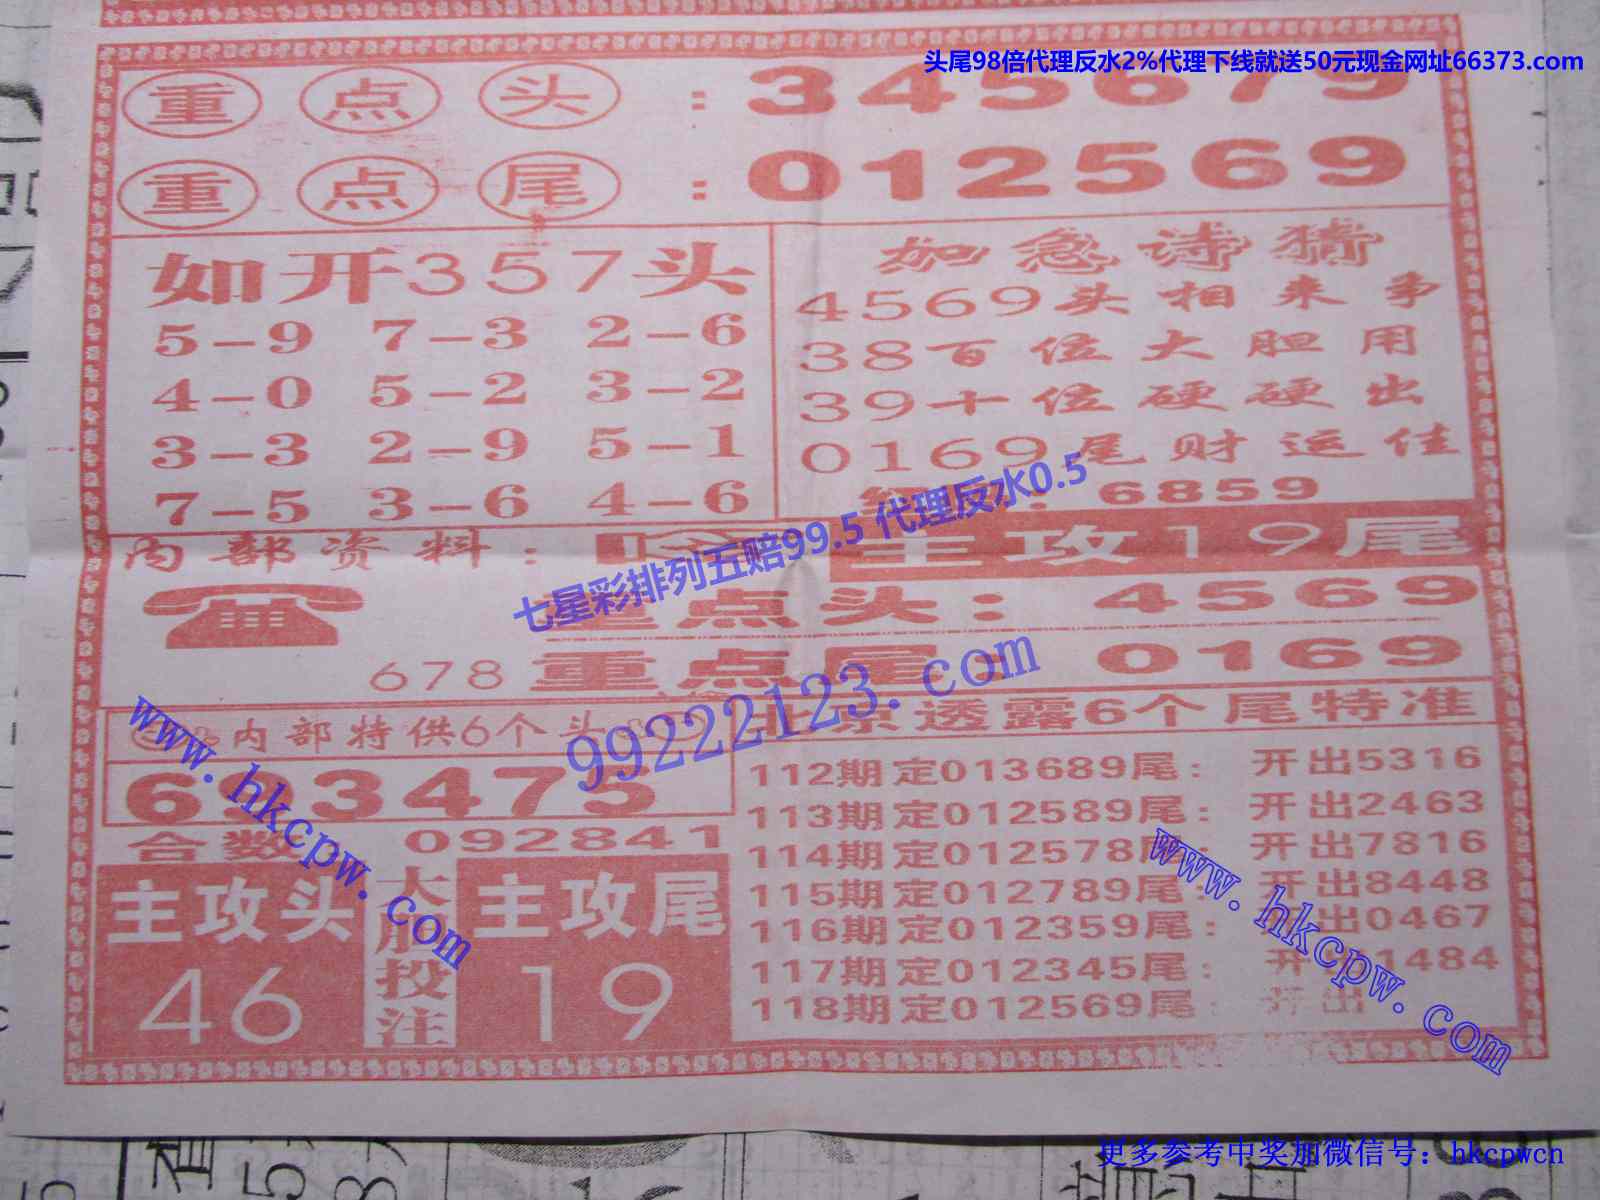 头尾98倍代理反水2%代理下线就送50元现金网址66373.com
重点头：345679
重点尾：012569
如开357头
5-9 7-3 2-6
4-0 5-2 3-2
3-3 2-9 5-1
7-5 3-6 4-6
加急诗猜
4569头相来争
38百位大胆用
39十位硬硬出
0169尾财运佳
6859
七星彩排列五赔99.5 代理反水0.5
内部资料：
主攻19尾
重点头：4569
678 重点尾：0169
99222123.com
www.hkcpw.com
内部特供6个头
693475
合数 092841
主攻头
46
大胆投注
主攻尾
19
北京透露6个尾特准
112期定013689尾：开出5316
113期定012589尾：开出2463
114期定012578尾：开出7816
115期定012789尾：开出8448
116期定012359尾：开出0467
117期定012345尾：开出1484
118期定012569尾：开出
www.hkcpw.com
更多参考中奖加微信号：hkcpwcn